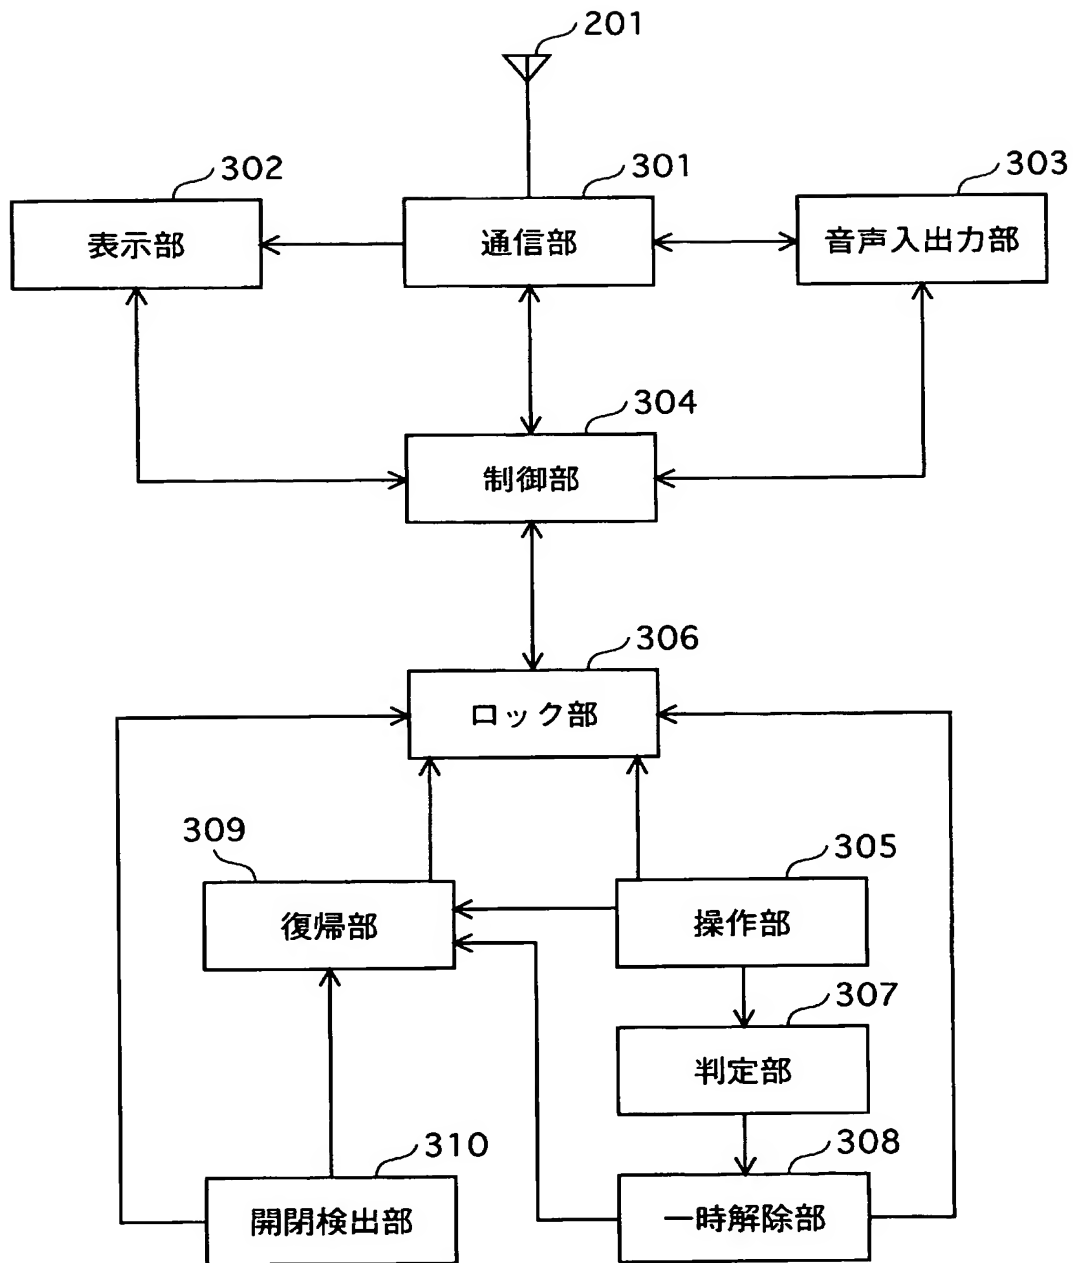 201
302
301
303
表示部
通信部
音声入出力部
304
制御部
306
ロック部
309
305
復帰部
操作部
307
判定部
310
308
開閉検出部
一時解除部